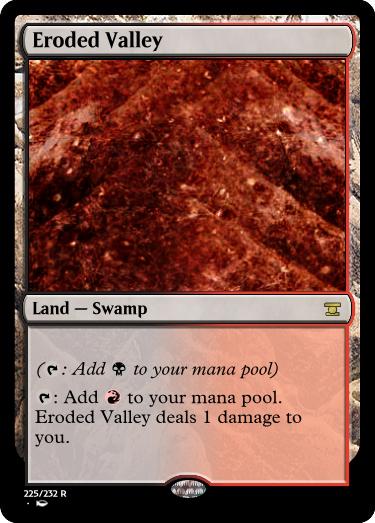 Eroded Valley
Land — Swamp
( : Add to your mana pool)
: Add to your mana pool.
Eroded Valley deals 1 damage to
you.
225/232 R